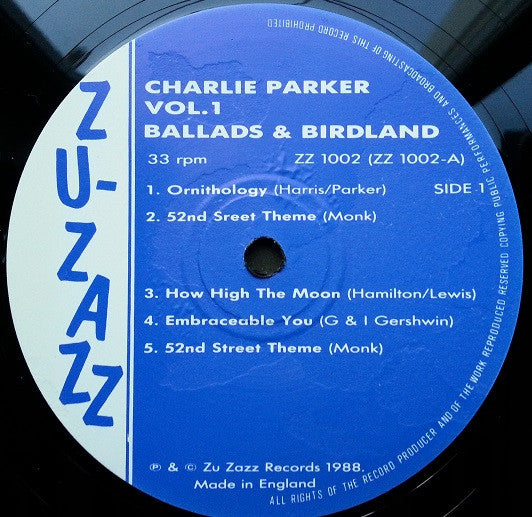 ZU-ZAZZ
CHARLIE PARKER
VOL.1
BALLADS & BIRDLAND
33 rpm ZZ 1002 (ZZ 1002-A)
1. Ornithology (Harris/Parker) SIDE 1
2. 52nd Sreet Theme (Monk)
3. How High The Moon (Hamilton/Lewis)
4. Embraceable You (G & I Gershwin)
5. 52nd Street Theme (Monk)
℗ & © Zu Zazz Records 1988.
Made in England
ALL RIGHTS OF THE RECORD PRODUCER AND OF THE WORK REPRODUCED RESERVED COPYING PUBLIC PERFORMANCES AND BROADCASTING OF THIS RECORD PROHIBITED